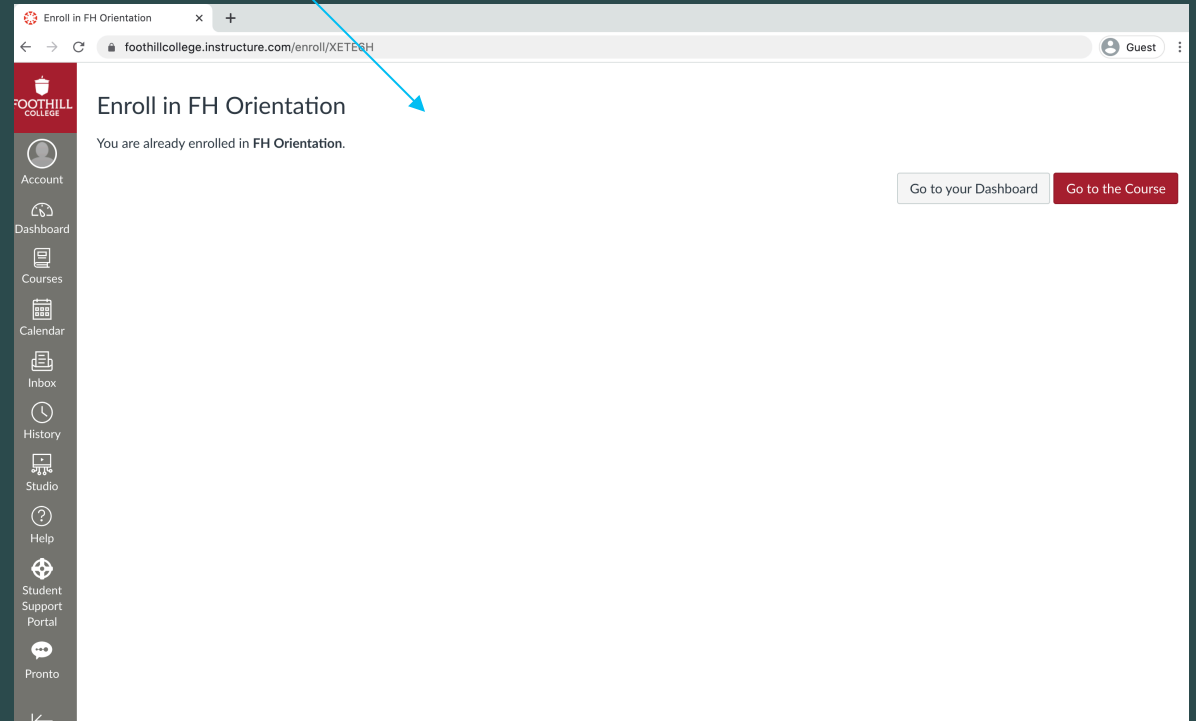 Enroll in FH Orientation
foothillcollege.instructure.com/enroll/
Guest
FOOTHILL
COLLEGE
Enroll in FH Orientation
You are already enrolled in FH Orientation.
Go to your Dashboard Go to the Course
Account
Dashboard
Courses
Calendar
Inbox
History
Studio
Help
Student
Support
Portal
Pronto